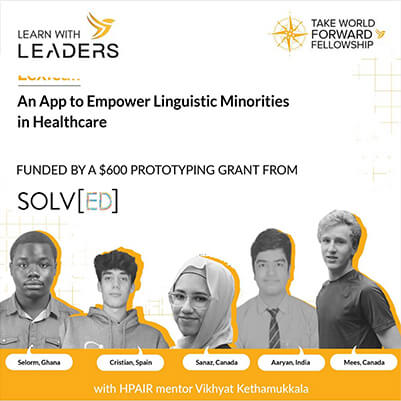 LEARN WITH
LEADERS
TAKE WORLD
FORWARD
FELLOWSHIP
An App to Empower Linguistic Minorities
in Healthcare
FUNDED BY A $600 PROTOTYPING GRANT FROM
SOLV[ED]
Selorm, Ghana
Cristian, Spain
Sanaz, Canada
Aaryan, India
Mees, Canada
with HPAIR mentor Vikhyat Kethamukkala